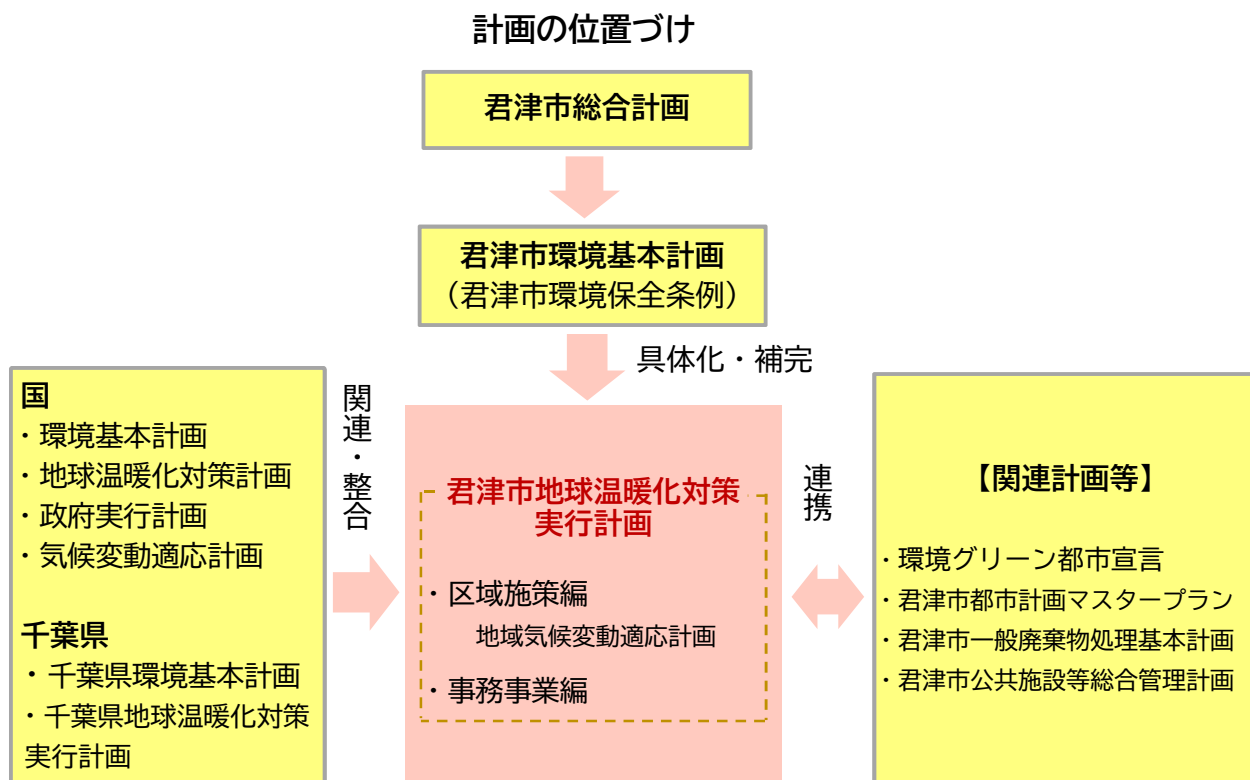 計画の位置づけ
君津市総合計画
君津市環境基本計画
（君津市環境保全条例）
具体化・補完
国
・環境基本計画
・地球温暖化対策計画
・政府実行計画
・気候変動適応計画
千葉県
・千葉県環境基本計画
・千葉県地球温暖化対策
実行計画
関連・整合
君津市地球温暖化対策
実行計画
・区域施策編
地域気候変動適応計画
・事務事業編
連携
【関連計画等】
・環境グリーン都市宣言
・君津市都市計画マスタープラン
・君津市一般廃棄物処理基本計画
・君津市公共施設等総合管理計画